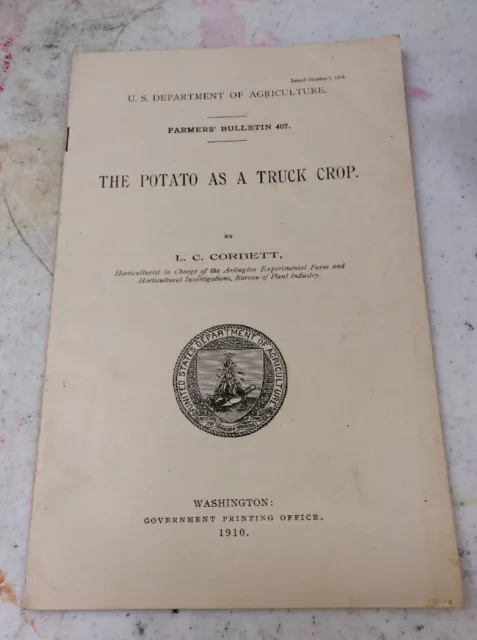 Issued October 7, 1910.
U. S. DEPARTMENT OF AGRICULTURE.
FARMERS' BULLETIN 407.
THE POTATO AS A TRUCK CROP.
BY
L. C. CORBETT,
Horticulturist in Charge of the Arlington Experimental Farm and
Horticultural Investigations, Bureau of Plant Industry.
UNITED STATES DEPARTMENT OF AGRICULTURE
WASHINGTON:
GOVERNMENT PRINTING OFFICE.
1910.